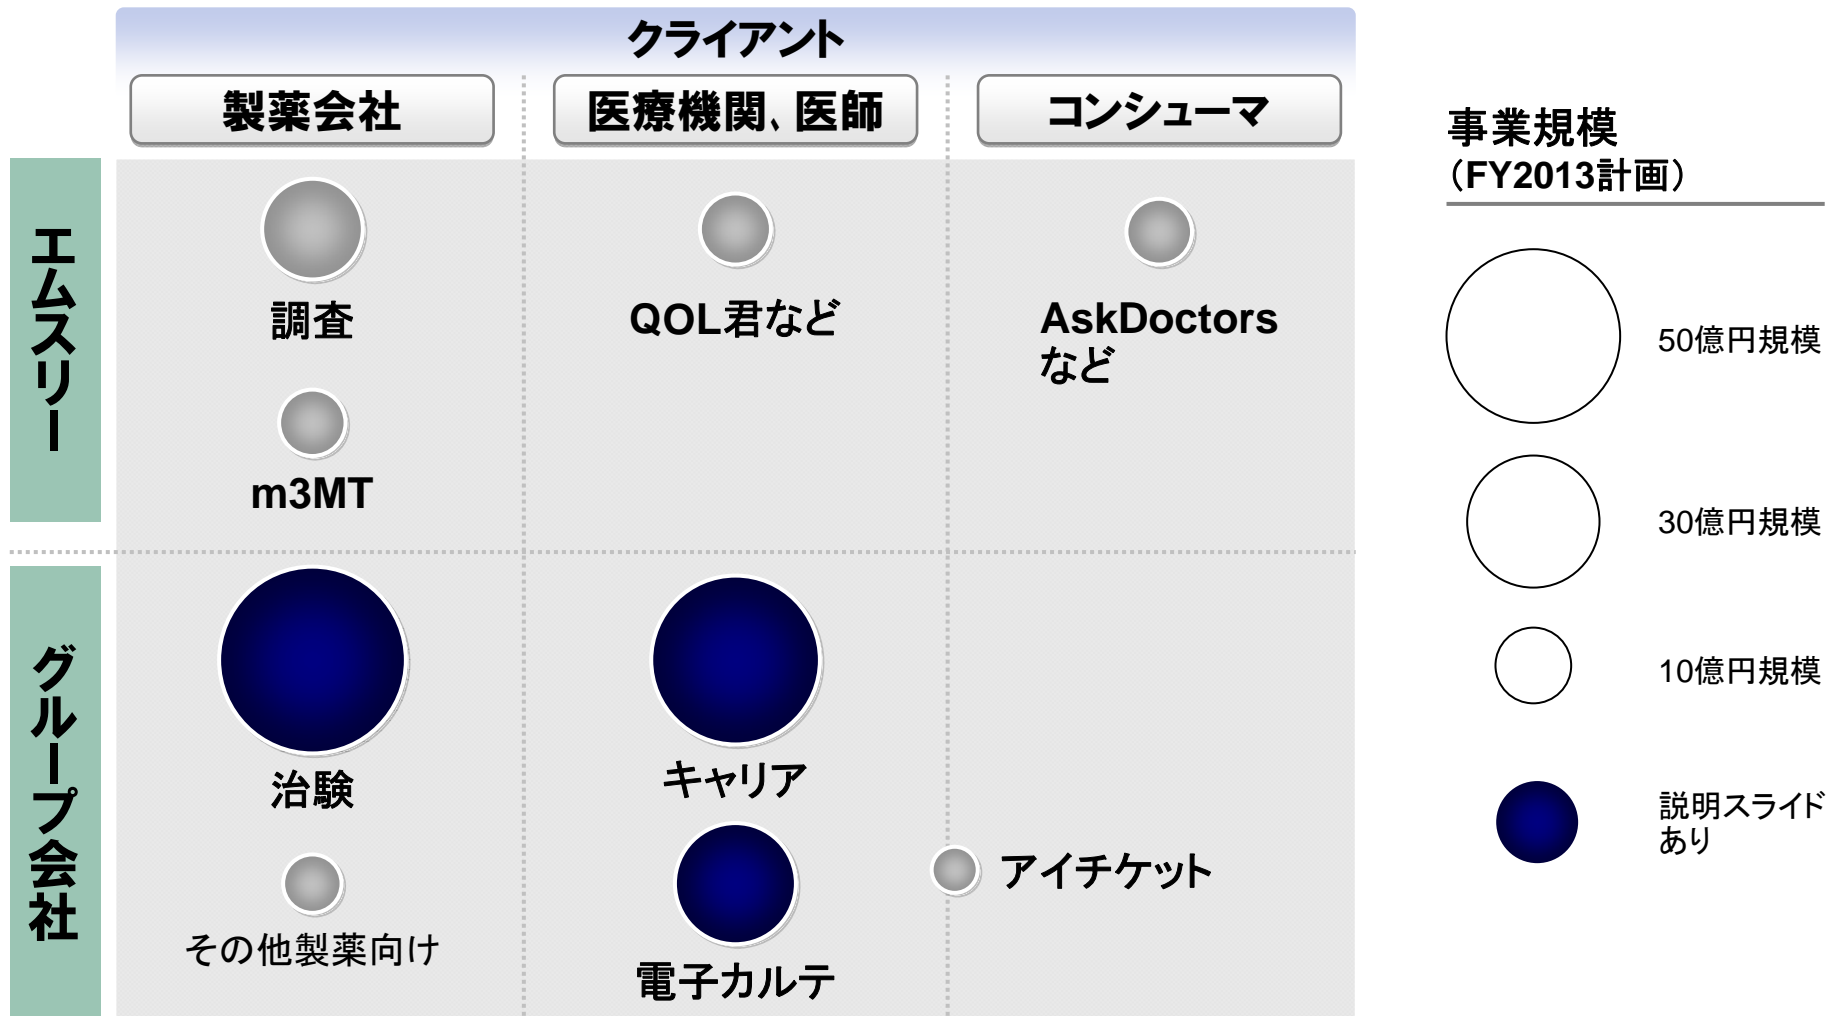 クライアント
製薬会社
医療機関、医師
コンシューマ
エムスリー
調査
QOL君など
AskDoctors
など
m3MT
グループ会社
治験
キャリア
その他製薬向け
電子カルテ
アイチケット
事業規模
（FY2013計画）
50億円規模
30億円規模
10億円規模
説明スライド
あり